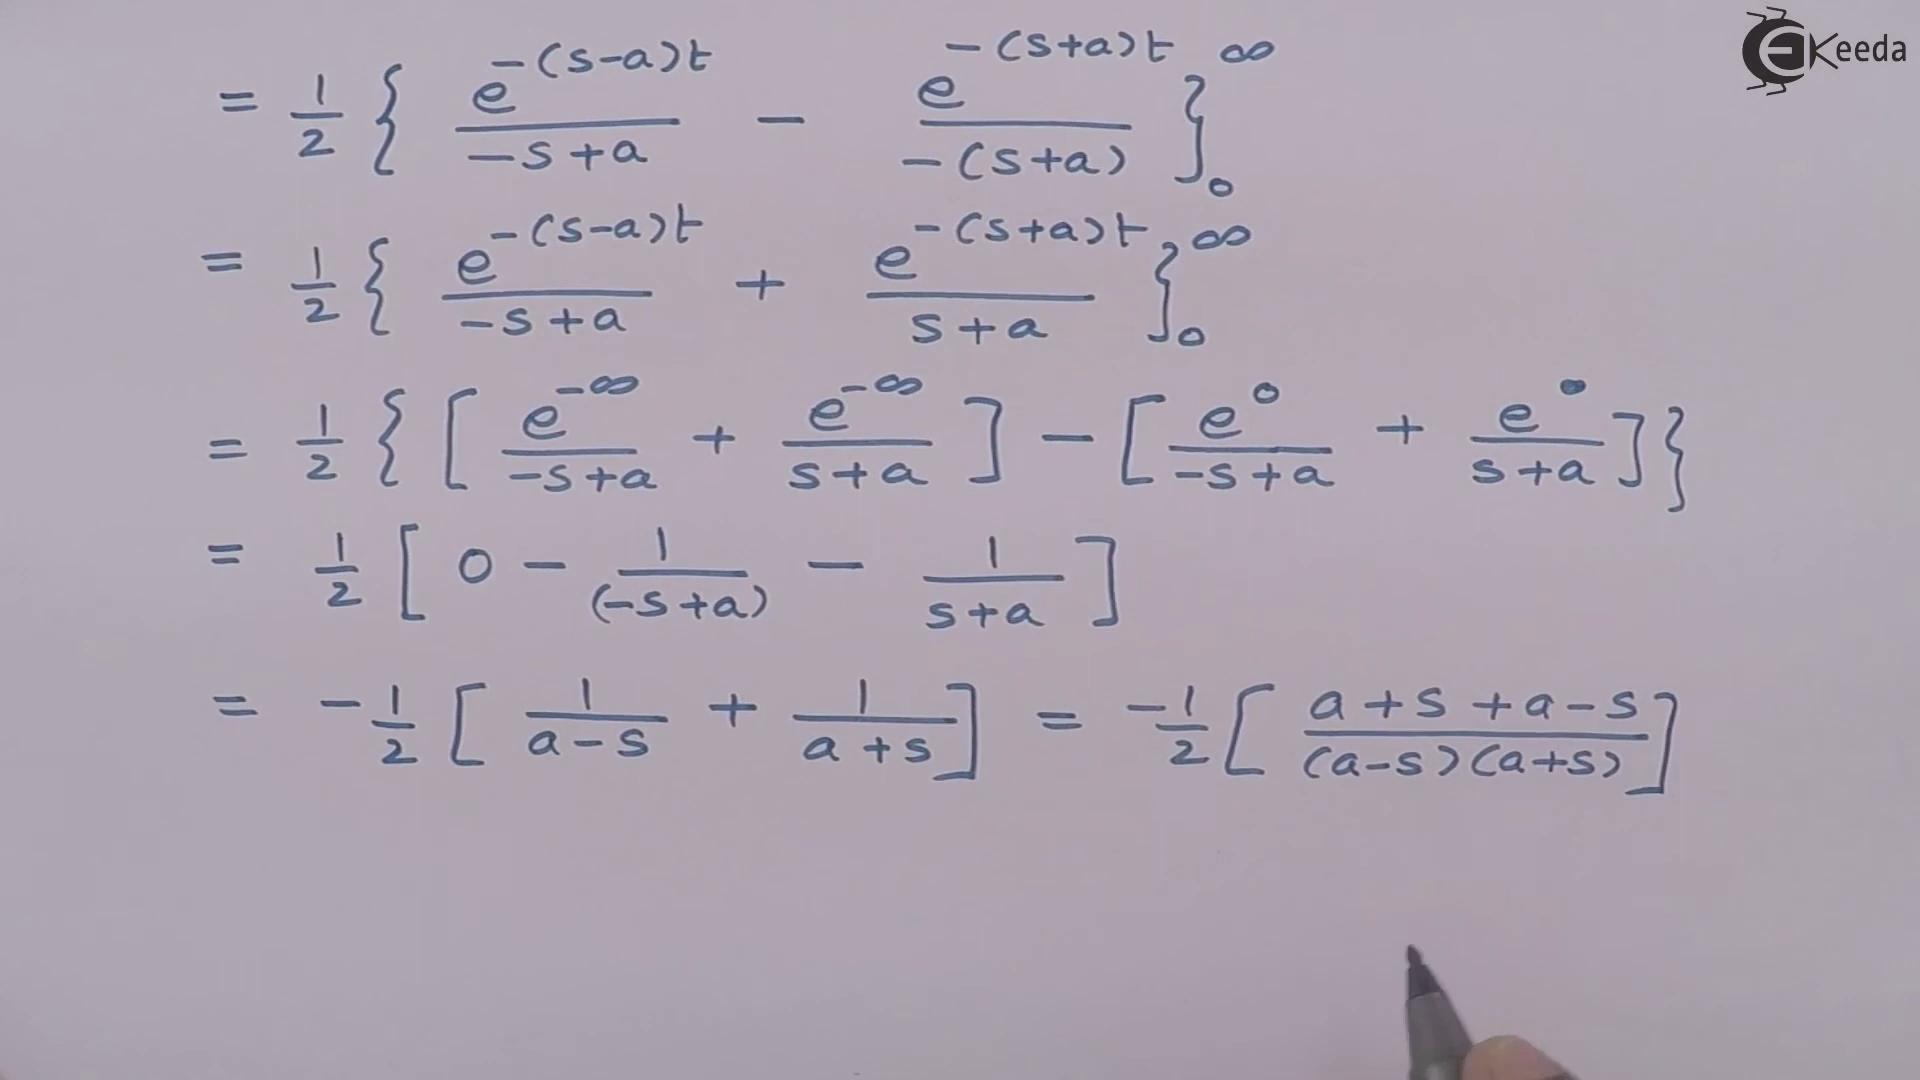 EKeeda
= 1/2 { e^{-(s-a)t} / -s+a - e^{-(s+a)t} / -(s+a) }_0^∞
= 1/2 { e^{-(s-a)t} / -s+a + e^{-(s+a)t} / s+a }_0^∞
= 1/2 { [ e^{-∞} / -s+a + e^{-∞} / s+a ] - [ e^0 / -s+a + e^0 / s+a ] }
= 1/2 [ 0 - 1 / (-s+a) - 1 / s+a ]
= -1/2 [ 1 / a-s + 1 / a+s ] = -1/2 [ a+s+a-s / (a-s)(a+s) ]